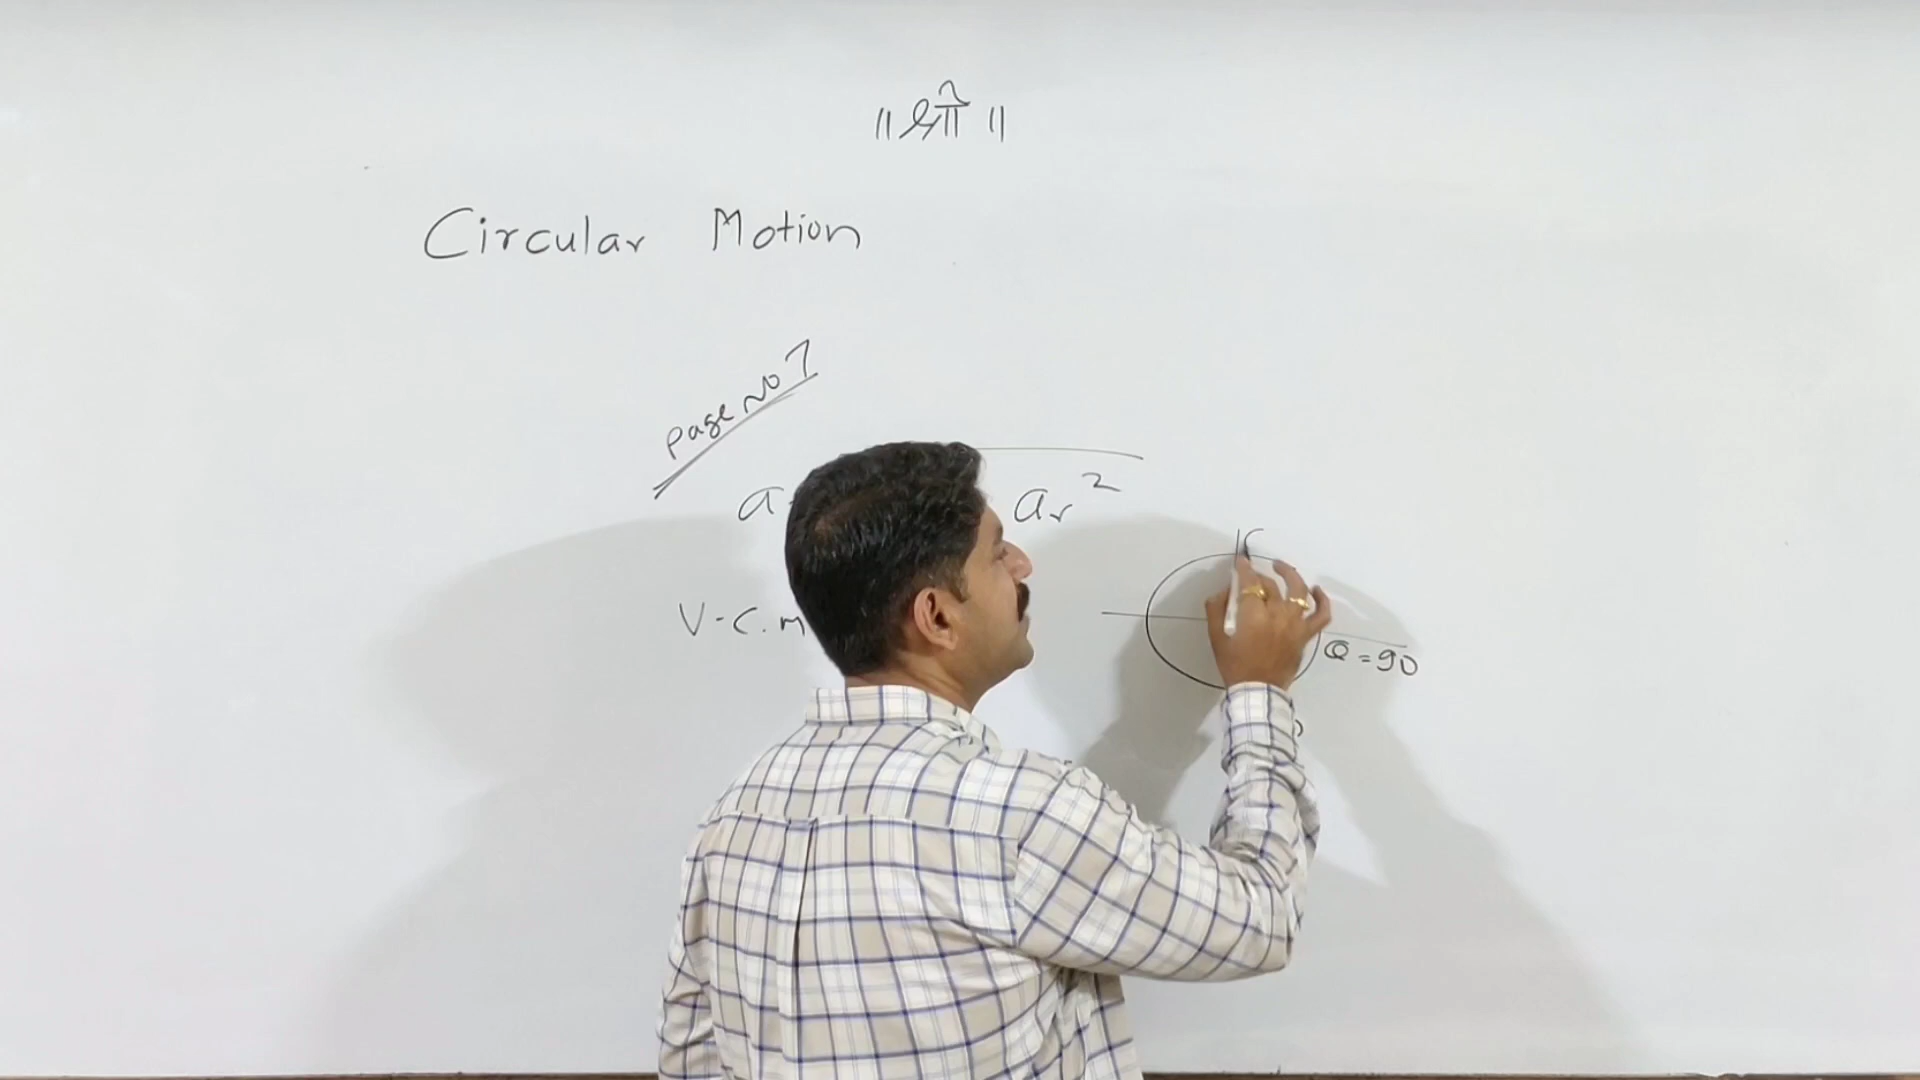 ॥ श्री ॥
Circular Motion
Page No 7
a
ar²
V-C.m
Q=90